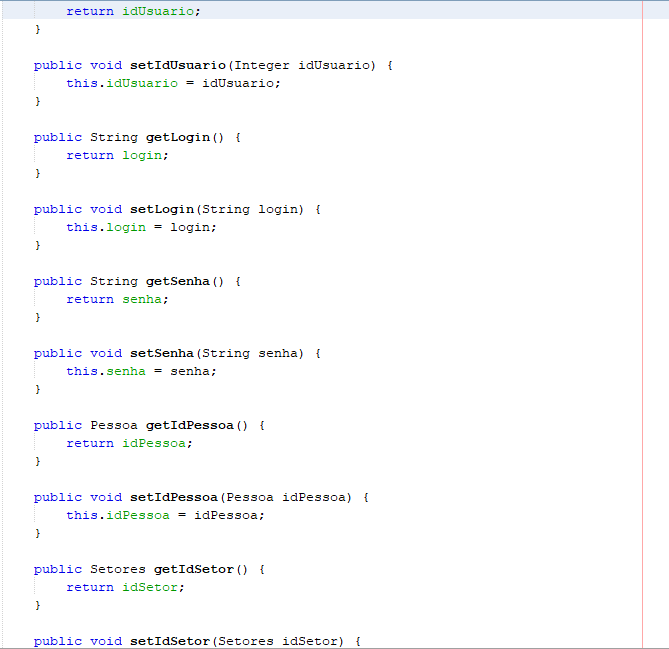 return idUsuario;
}
public void setIdUsuario(Integer idUsuario) {
this.idUsuario = idUsuario;
}
public String getLogin() {
return login;
}
public void setLogin(String login) {
this.login = login;
}
public String getSenha() {
return senha;
}
public void setSenha(String senha) {
this.senha = senha;
}
public Pessoa getIdPessoa() {
return idPessoa;
}
public void setIdPessoa(Pessoa idPessoa) {
this.idPessoa = idPessoa;
}
public Setores getIdSetor() {
return idSetor;
}
public void setIdSetor(Setores idSetor) {